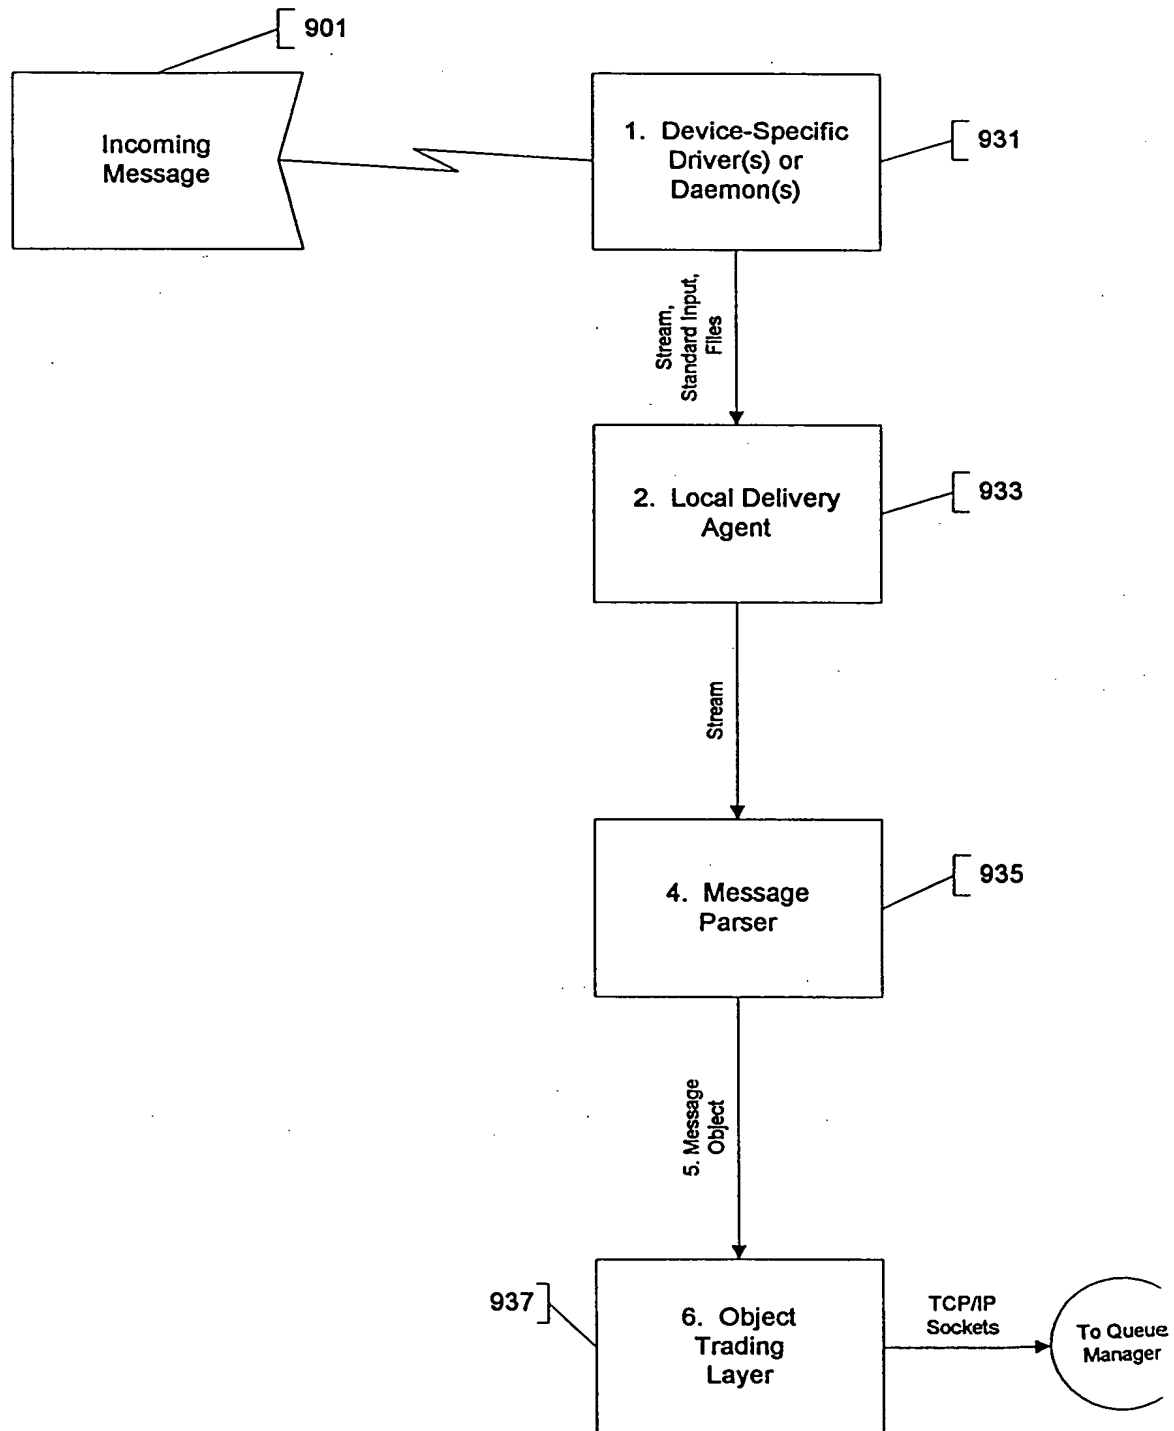 901
Incoming
Message
1. Device-Specific
Driver(s) or
Daemon(s)
931
Stream,
Standard Input,
Files
2. Local Delivery
Agent
933
Stream
4. Message
Parser
935
5. Message
Object
937
6. Object
Trading
Layer
TCP/IP
Sockets
To Queue
Manager